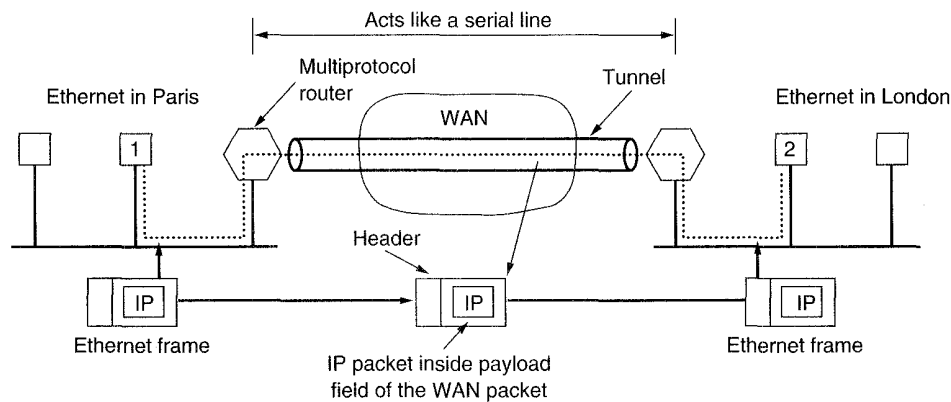 Acts like a serial line
Multiprotocol
router
Tunnel
Ethernet in Paris
WAN
Ethernet in London
1
2
Header
IP
IP
IP
Ethernet frame
IP packet inside payload
field of the WAN packet
Ethernet frame